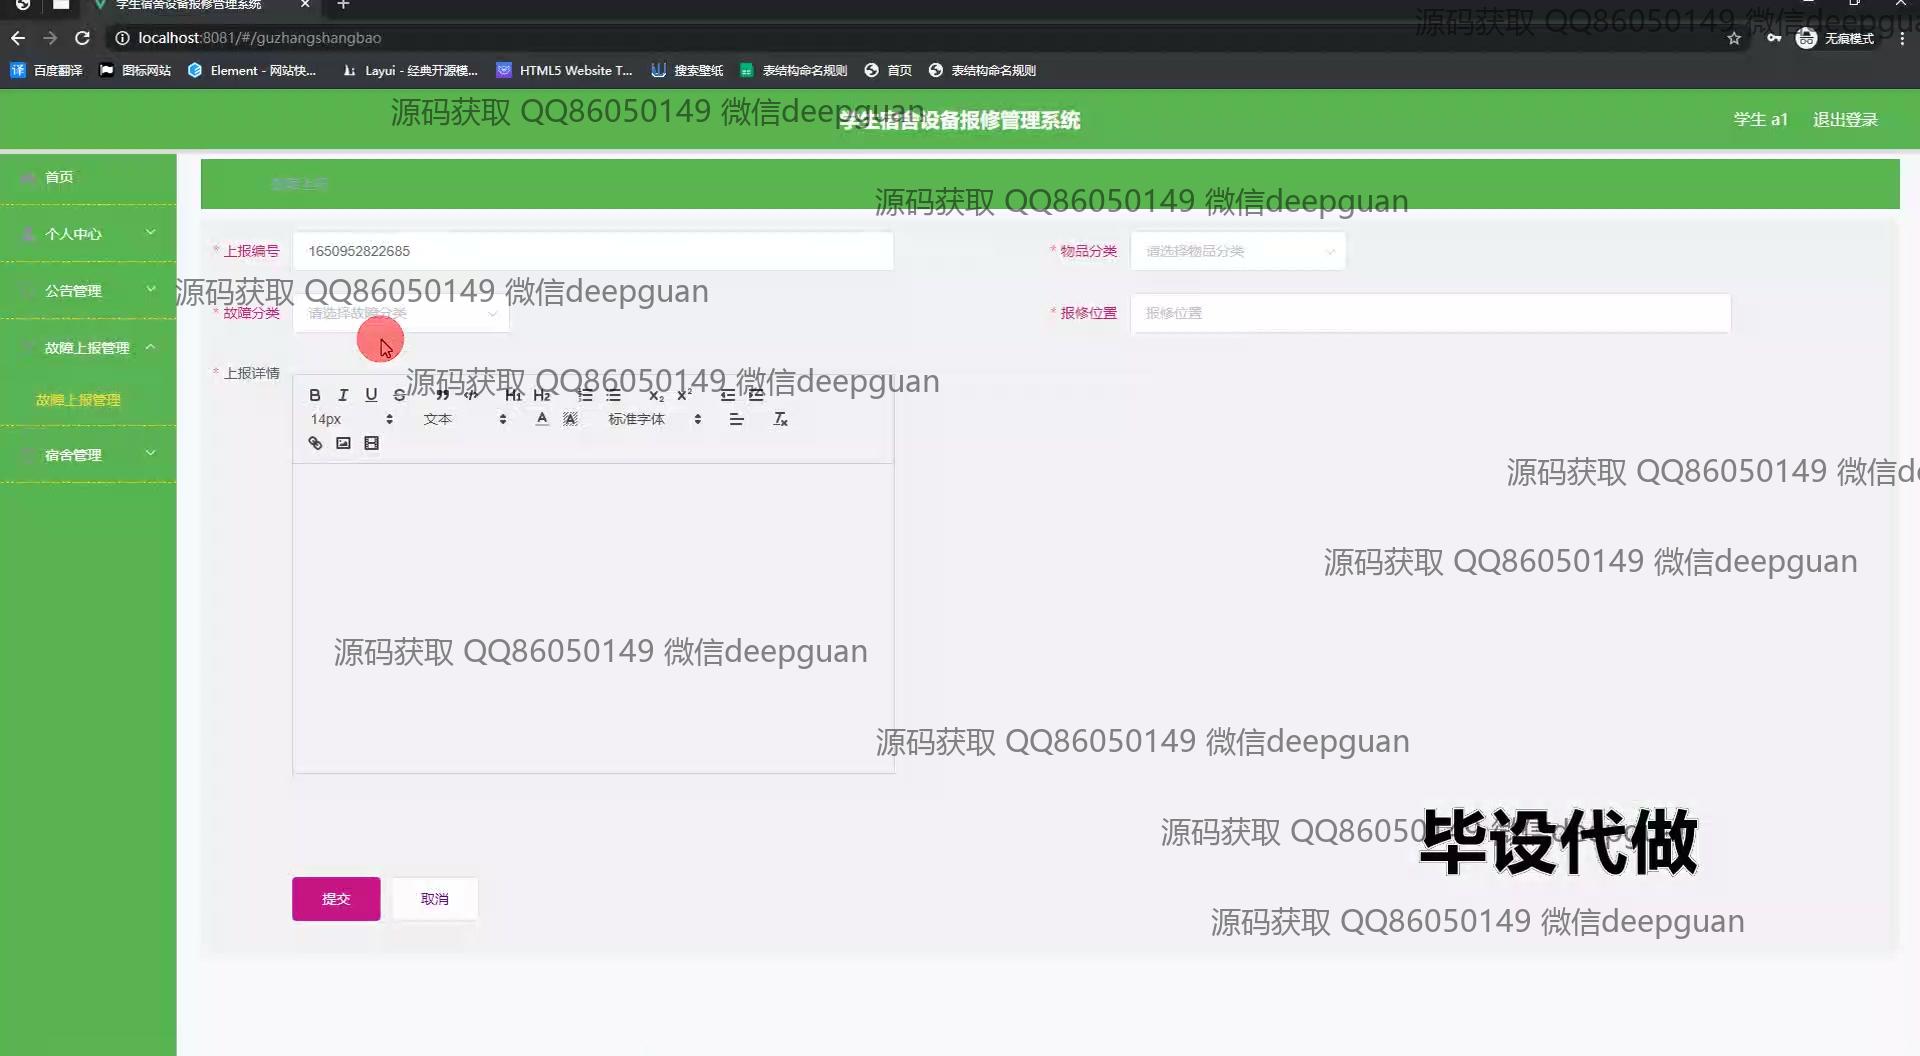 学生宿舍设备报修管理系统
localhost:8081/#/guzhangshangbao
无痕模式
百度翻译
图标网站
Element - 网站快...
Layui - 经典开源模...
HTML5 Website T...
搜索壁纸
表结构命名规则
首页
表结构命名规则
源码获取 QQ86050149 微信deepgua
源码获取 QQ86050149 微信deepguan
学生宿舍设备报修管理系统
学生 a1
退出登录
首页
个人中心
公告管理
故障上报管理
故障上报管理
宿舍管理
故障上报
源码获取 QQ86050149 微信deepguan
* 上报编号
1650952822685
* 物品分类
请选择物品分类
源码获取 QQ86050149 微信deepguan
* 故障分类
请选择故障分类
* 报修位置
报修位置
* 上报详情
源码获取 QQ86050149 微信deepguan
B I U S H1 H2 x2 x2
14px
文本
A
标准字体
源码获取 QQ86050149 微信de
源码获取 QQ86050149 微信deepguan
源码获取 QQ86050149 微信deepguan
源码获取 QQ86050149 微信deepguan
源码获取 QQ86050
毕设代做
提交
取消
源码获取 QQ86050149 微信deepguan